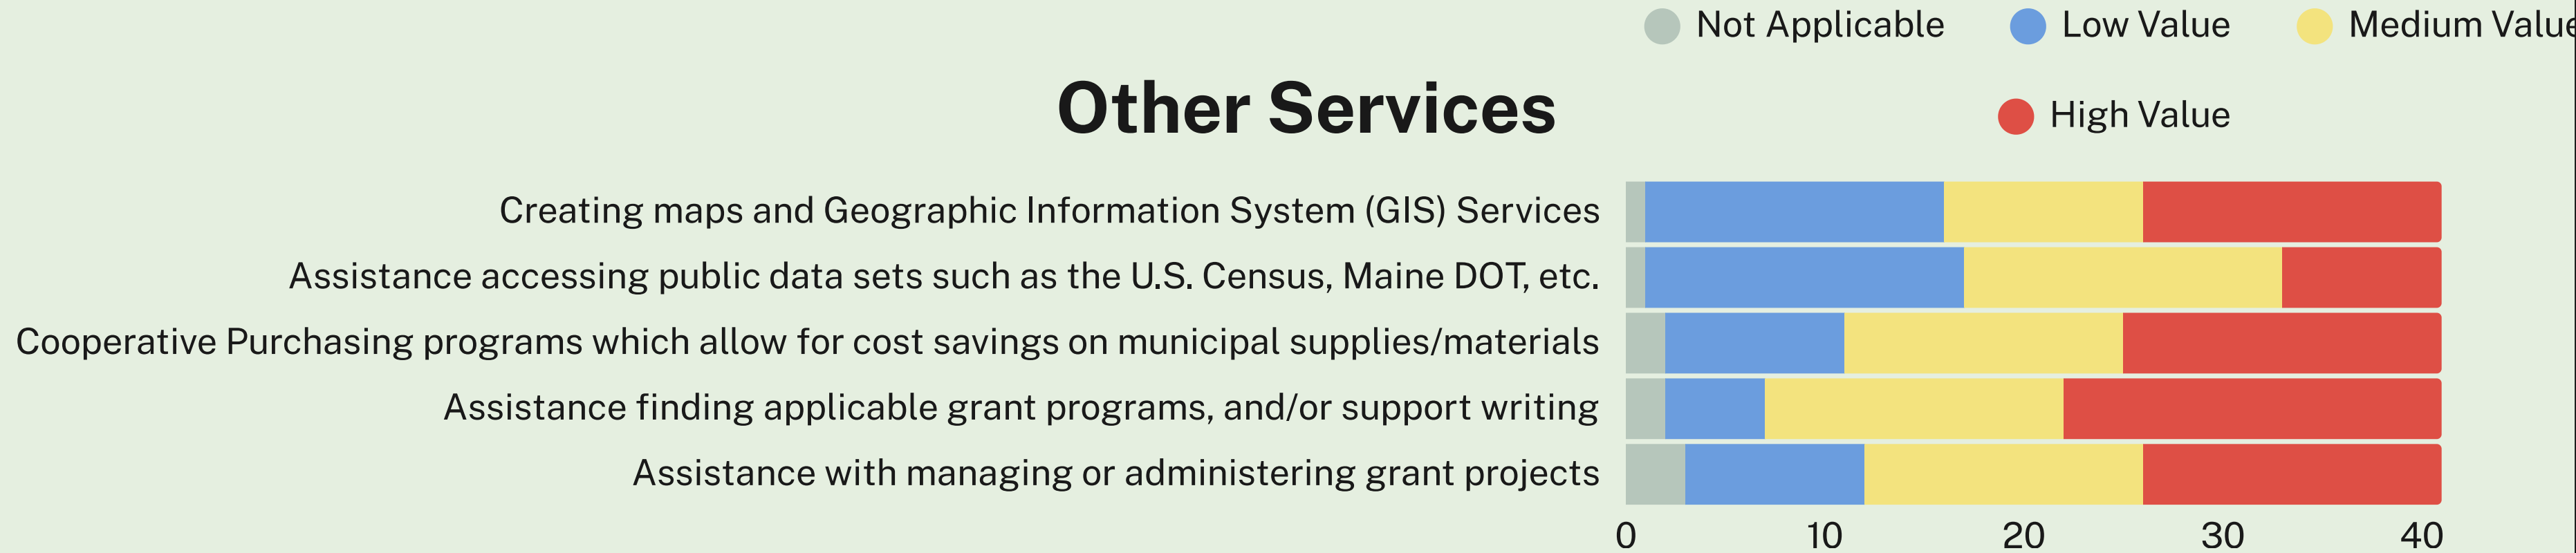 Not Applicable
Low Value
Medium Value
High Value
Other Services
Creating maps and Geographic Information System (GIS) Services
Assistance accessing public data sets such as the U.S. Census, Maine DOT, etc.
Cooperative Purchasing programs which allow for cost savings on municipal supplies/materials
Assistance finding applicable grant programs, and/or support writing
Assistance with managing or administering grant projects
0 10 20 30 40